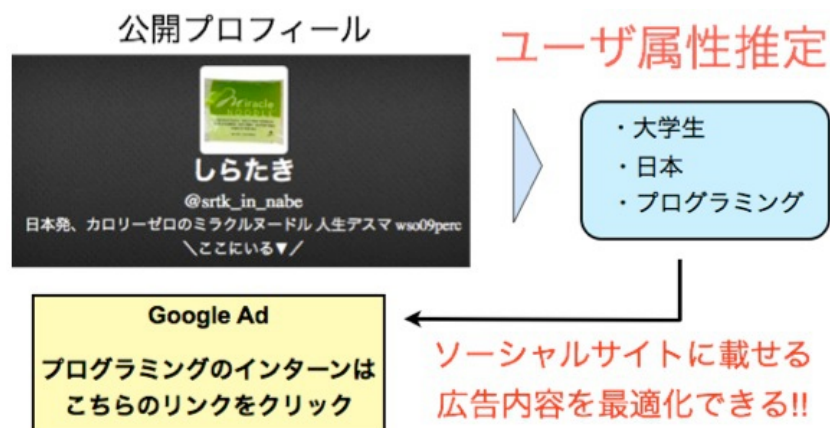 公開プロフィール
ユーザ属性推定
Miracle
NOODLE
しらたき
@srtk_in_nabe
日本発、カロリーゼロのミラクルヌードル 人生デスマ wso09perc
＼ここにいる▼／
・大学生
・日本
・プログラミング
Google Ad
プログラミングのインターンは
こちらのリンクをクリック
ソーシャルサイトに載せる
広告内容を最適化できる!!